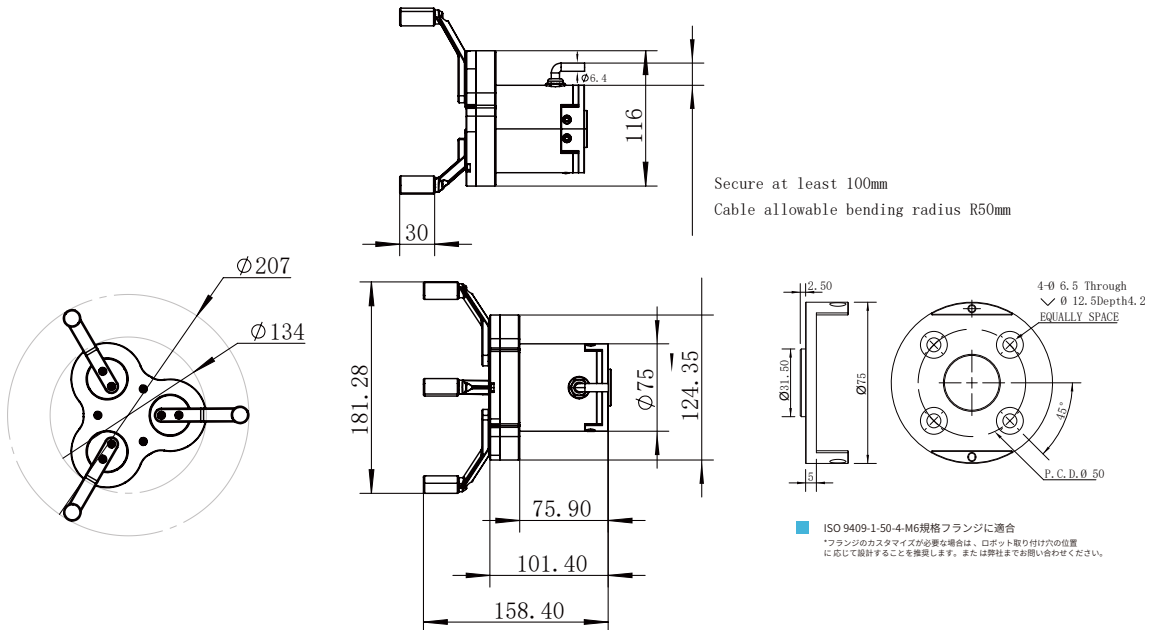 Ø6.4
116
Secure at least 100mm
Cable allowable bending radius R50mm
30
Ø207
Ø134
181.28
Ø75
124.35
75.90
101.40
158.40
2.50
Ø31.50
Ø75
5
4-Ø 6.5 Through
Ø 12.5Depth4.2
EQUALLY SPACE
45°
P.C.D.Ø 50
ISO 9409-1-50-4-M6規格フランジに適合
*フランジのカスタマイズが必要な場合は、ロボット取り付け穴の位置
に応じて設計することを推奨します。または弊社までお問い合わせください。